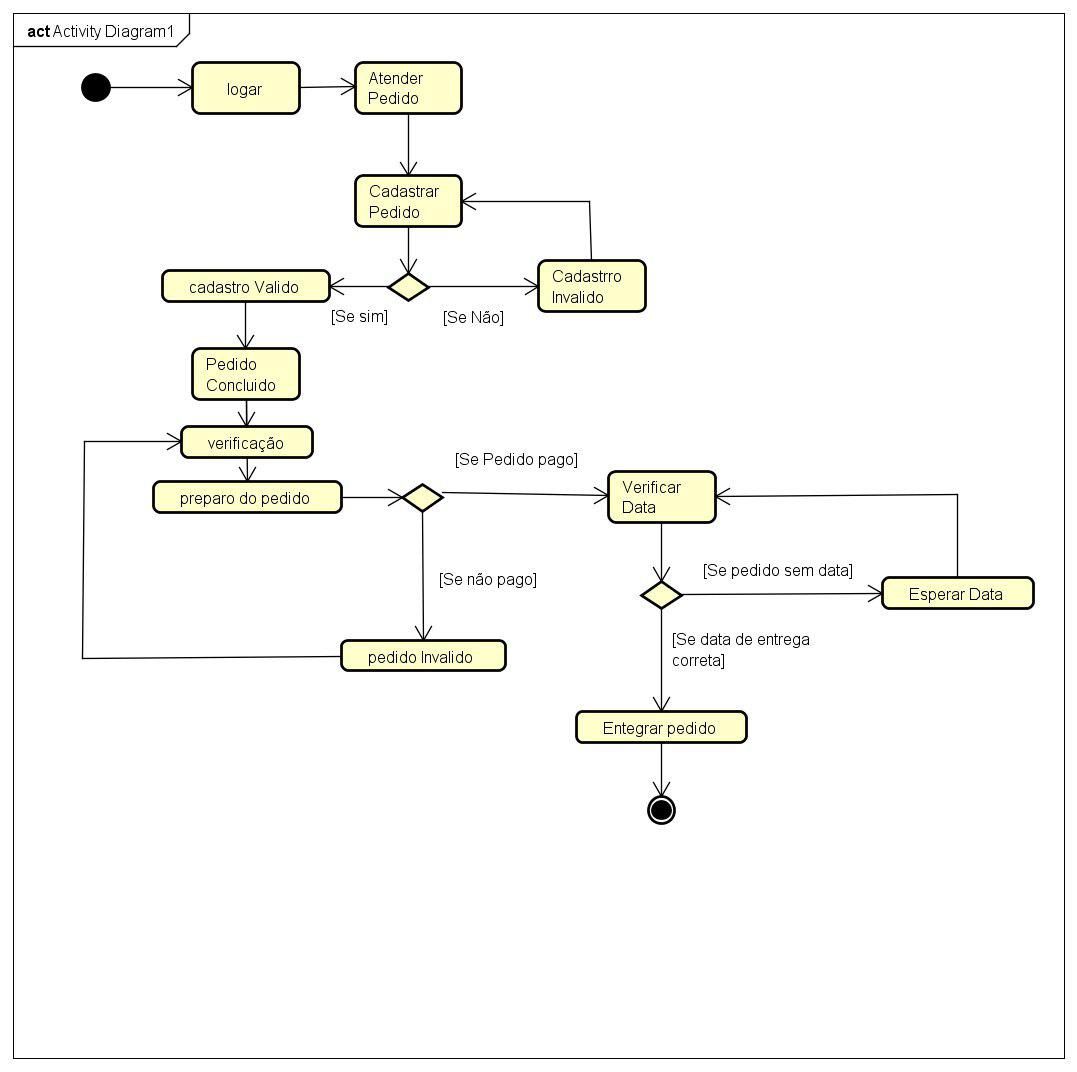 act Activity Diagram1
logar
Atender
Pedido
Cadastrar
Pedido
cadastro Valido
Cadastrro
Invalido
[Se sim]
[Se Não]
Pedido
Concluido
verificação
[Se Pedido pago]
preparo do pedido
Verificar
Data
[Se não pago]
[Se pedido sem data]
Esperar Data
[Se data de entrega
correta]
pedido Invalido
Entegrar pedido